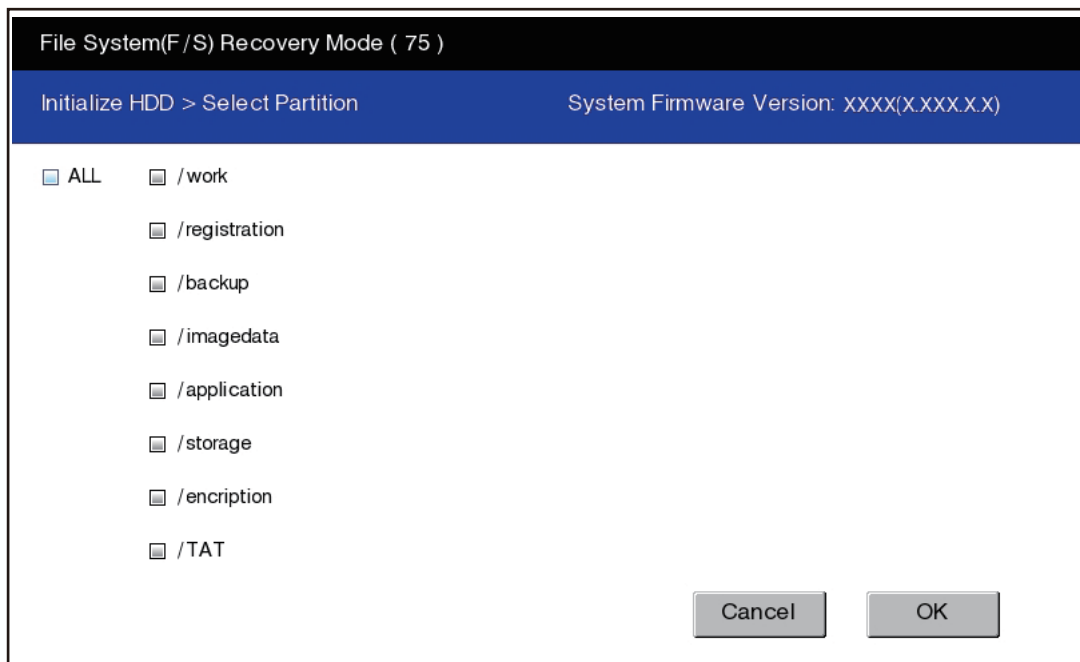 File System(F/S) Recovery Mode ( 75 )
Initialize HDD > Select Partition System Firmware Version: XXXX(X.XXX.X.X)
ALL /work
/registration
/backup
/imagedata
/application
/storage
/encription
/TAT
Cancel OK